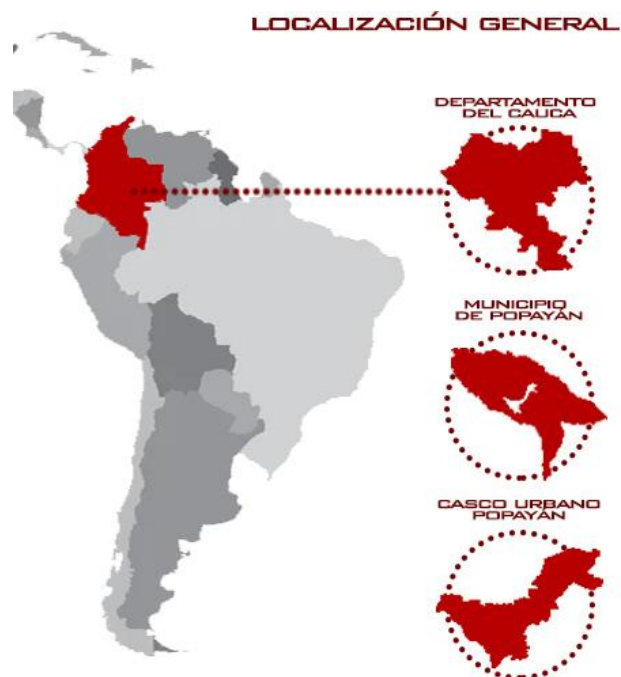 LOCALIZACIÓN GENERAL
DEPARTAMENTO
DEL CAUCA
MUNICIPIO
DE POPAYÁN
CASCO URBANO
POPAYÁN